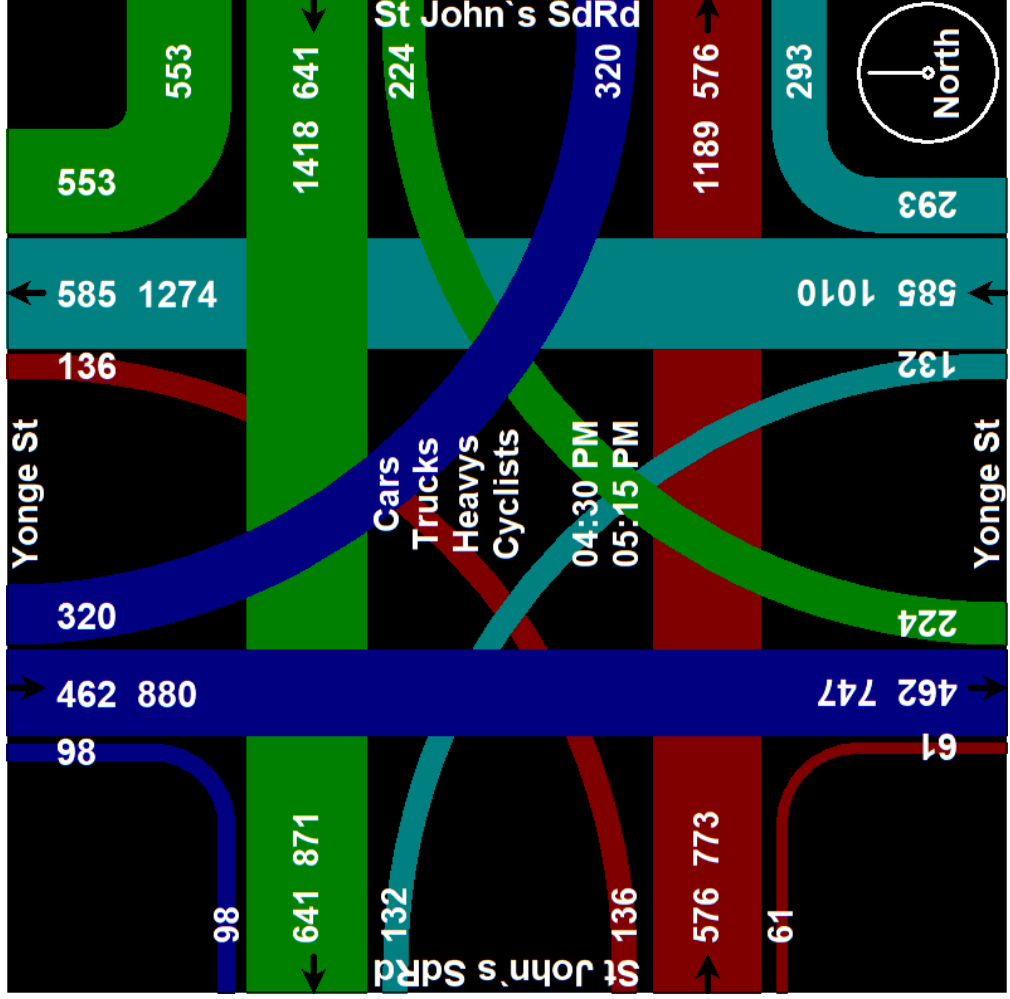 St John`s SdRd
553
1418 641
224
320
1189 576
293
North
553
293
585 1274
585 1010
136
132
Yonge St
Cars
Trucks
Heavys
Cyclists
04:30 PM
05:15 PM
Yonge St
320
224
462 880
462 747
98
61
98
641 871
132
136
576 773
61
St John`s SdRd